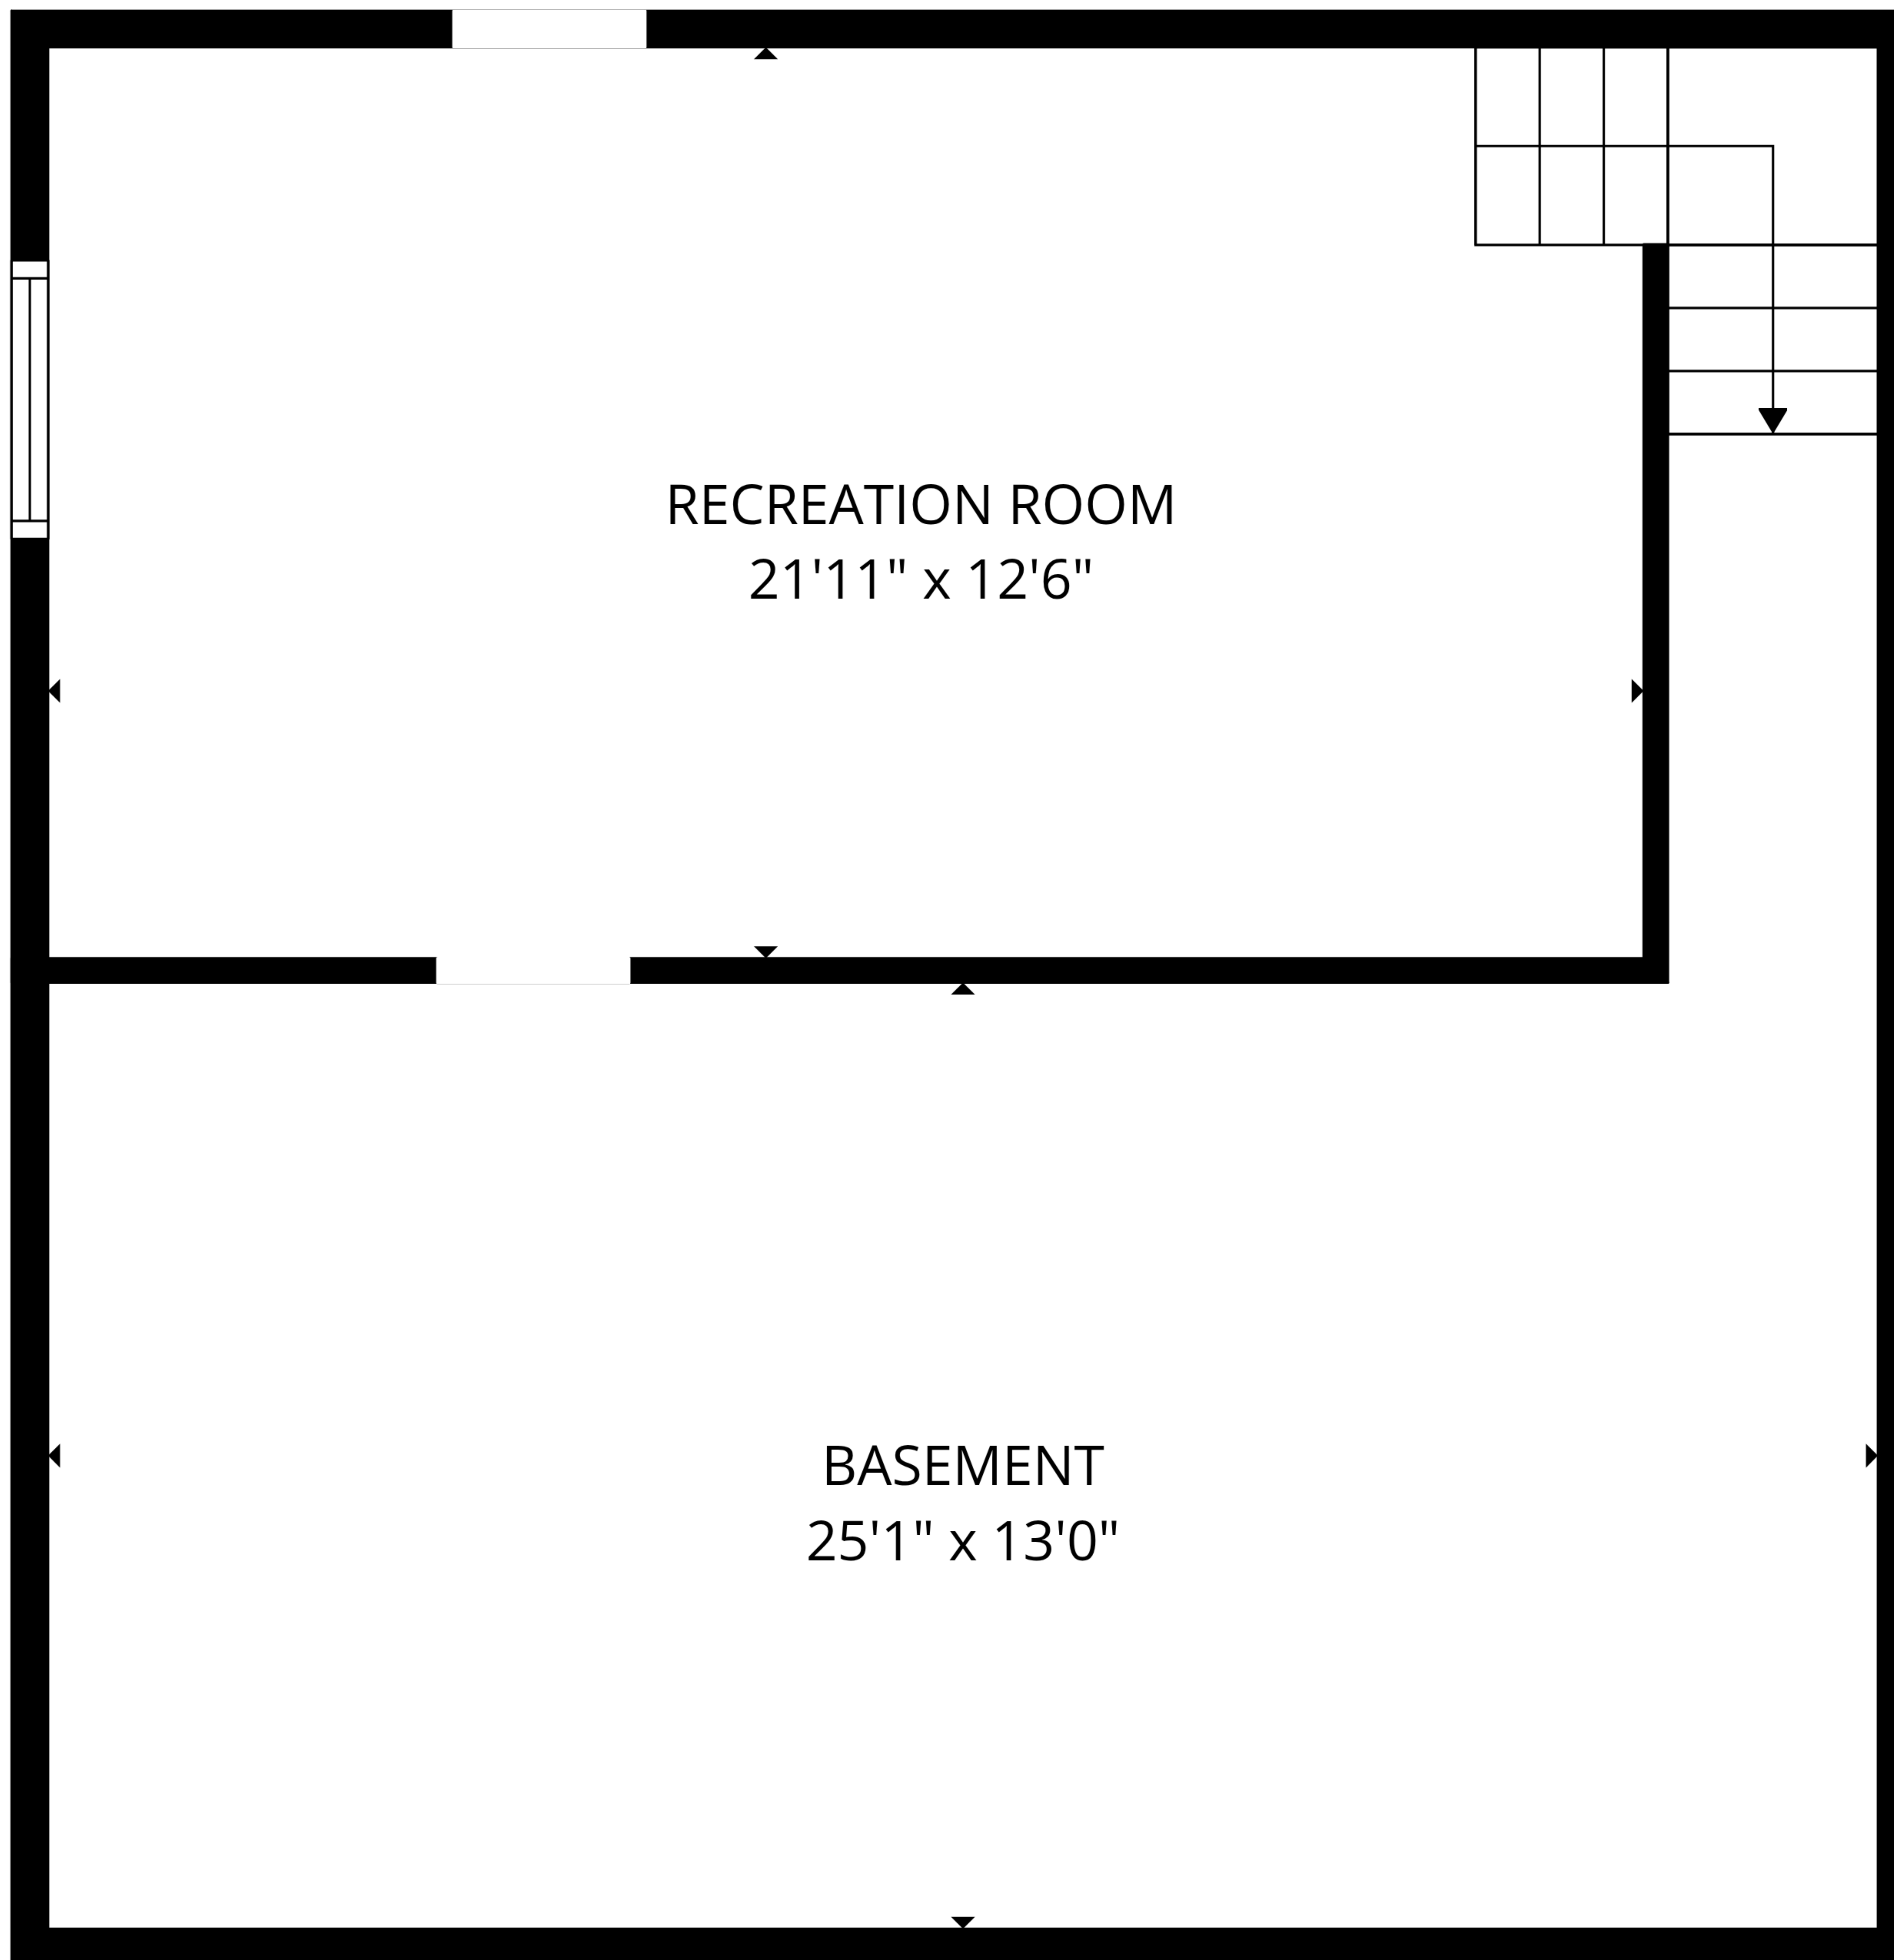 RECREATION ROOM
21'11" x 12'6"
BASEMENT
25'1" x 13'0"